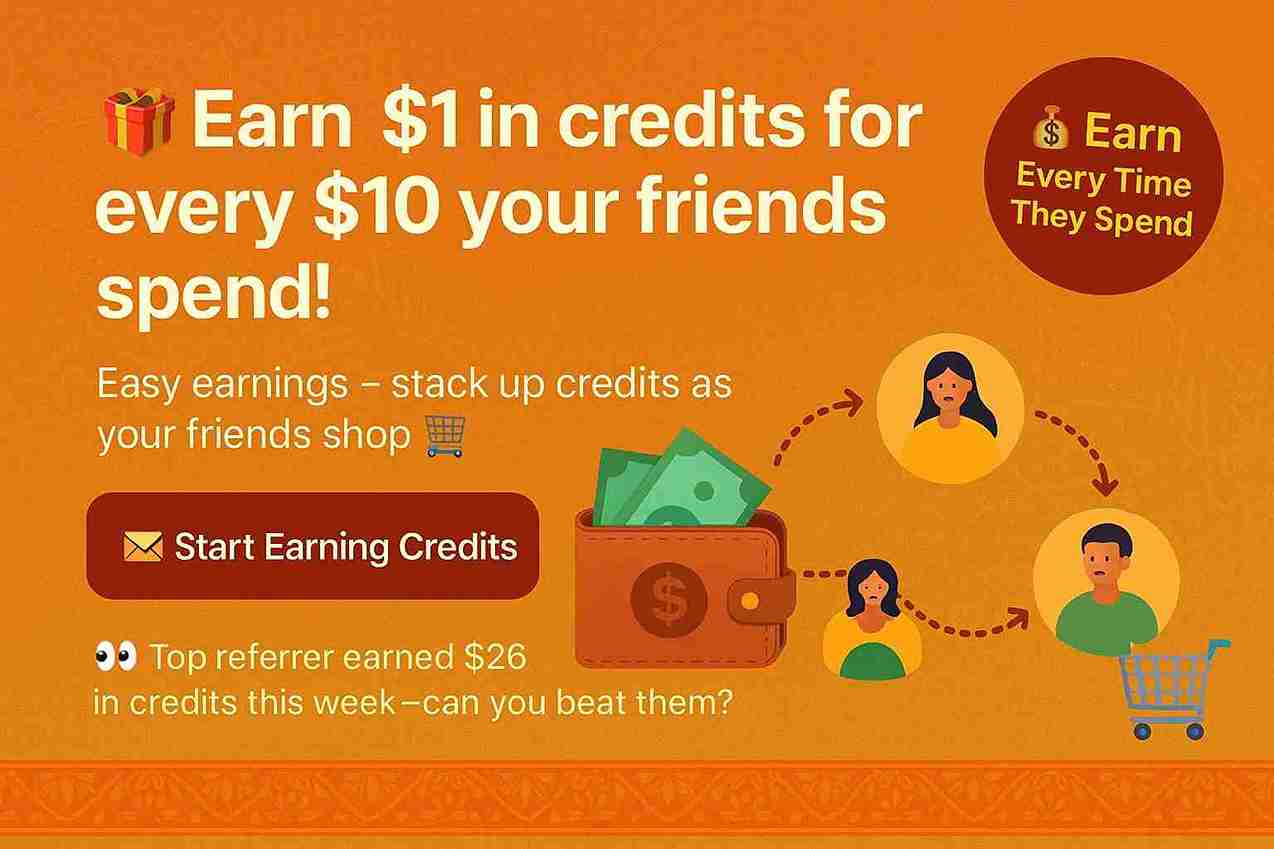 🎁 Earn $1 in credits for
every $10 your friends
spend!
💰 Earn
Every Time
They Spend
Easy earnings – stack up credits as
your friends shop 🛒
✉️ Start Earning Credits
👀 Top referrer earned $26
in credits this week–can you beat them?
$